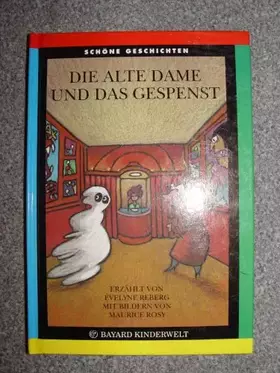 SCHÖNE GESCHICHTEN
DIE ALTE DAME
UND DAS GESPENST
ERZÄHLT VON
EVELYNE REBERG
MIT BILDERN VON
MAURICE ROSY
BAYARD KINDERWELT